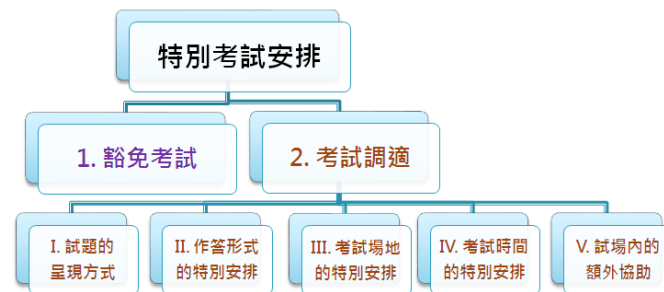 特別考試安排
1. 豁免考試
2. 考試調適
I. 試題的
呈現方式
II. 作答形式
的特別安排
III. 考試場地
的特別安排
IV. 考試時間
的特別安排
V. 試場內的
額外協助